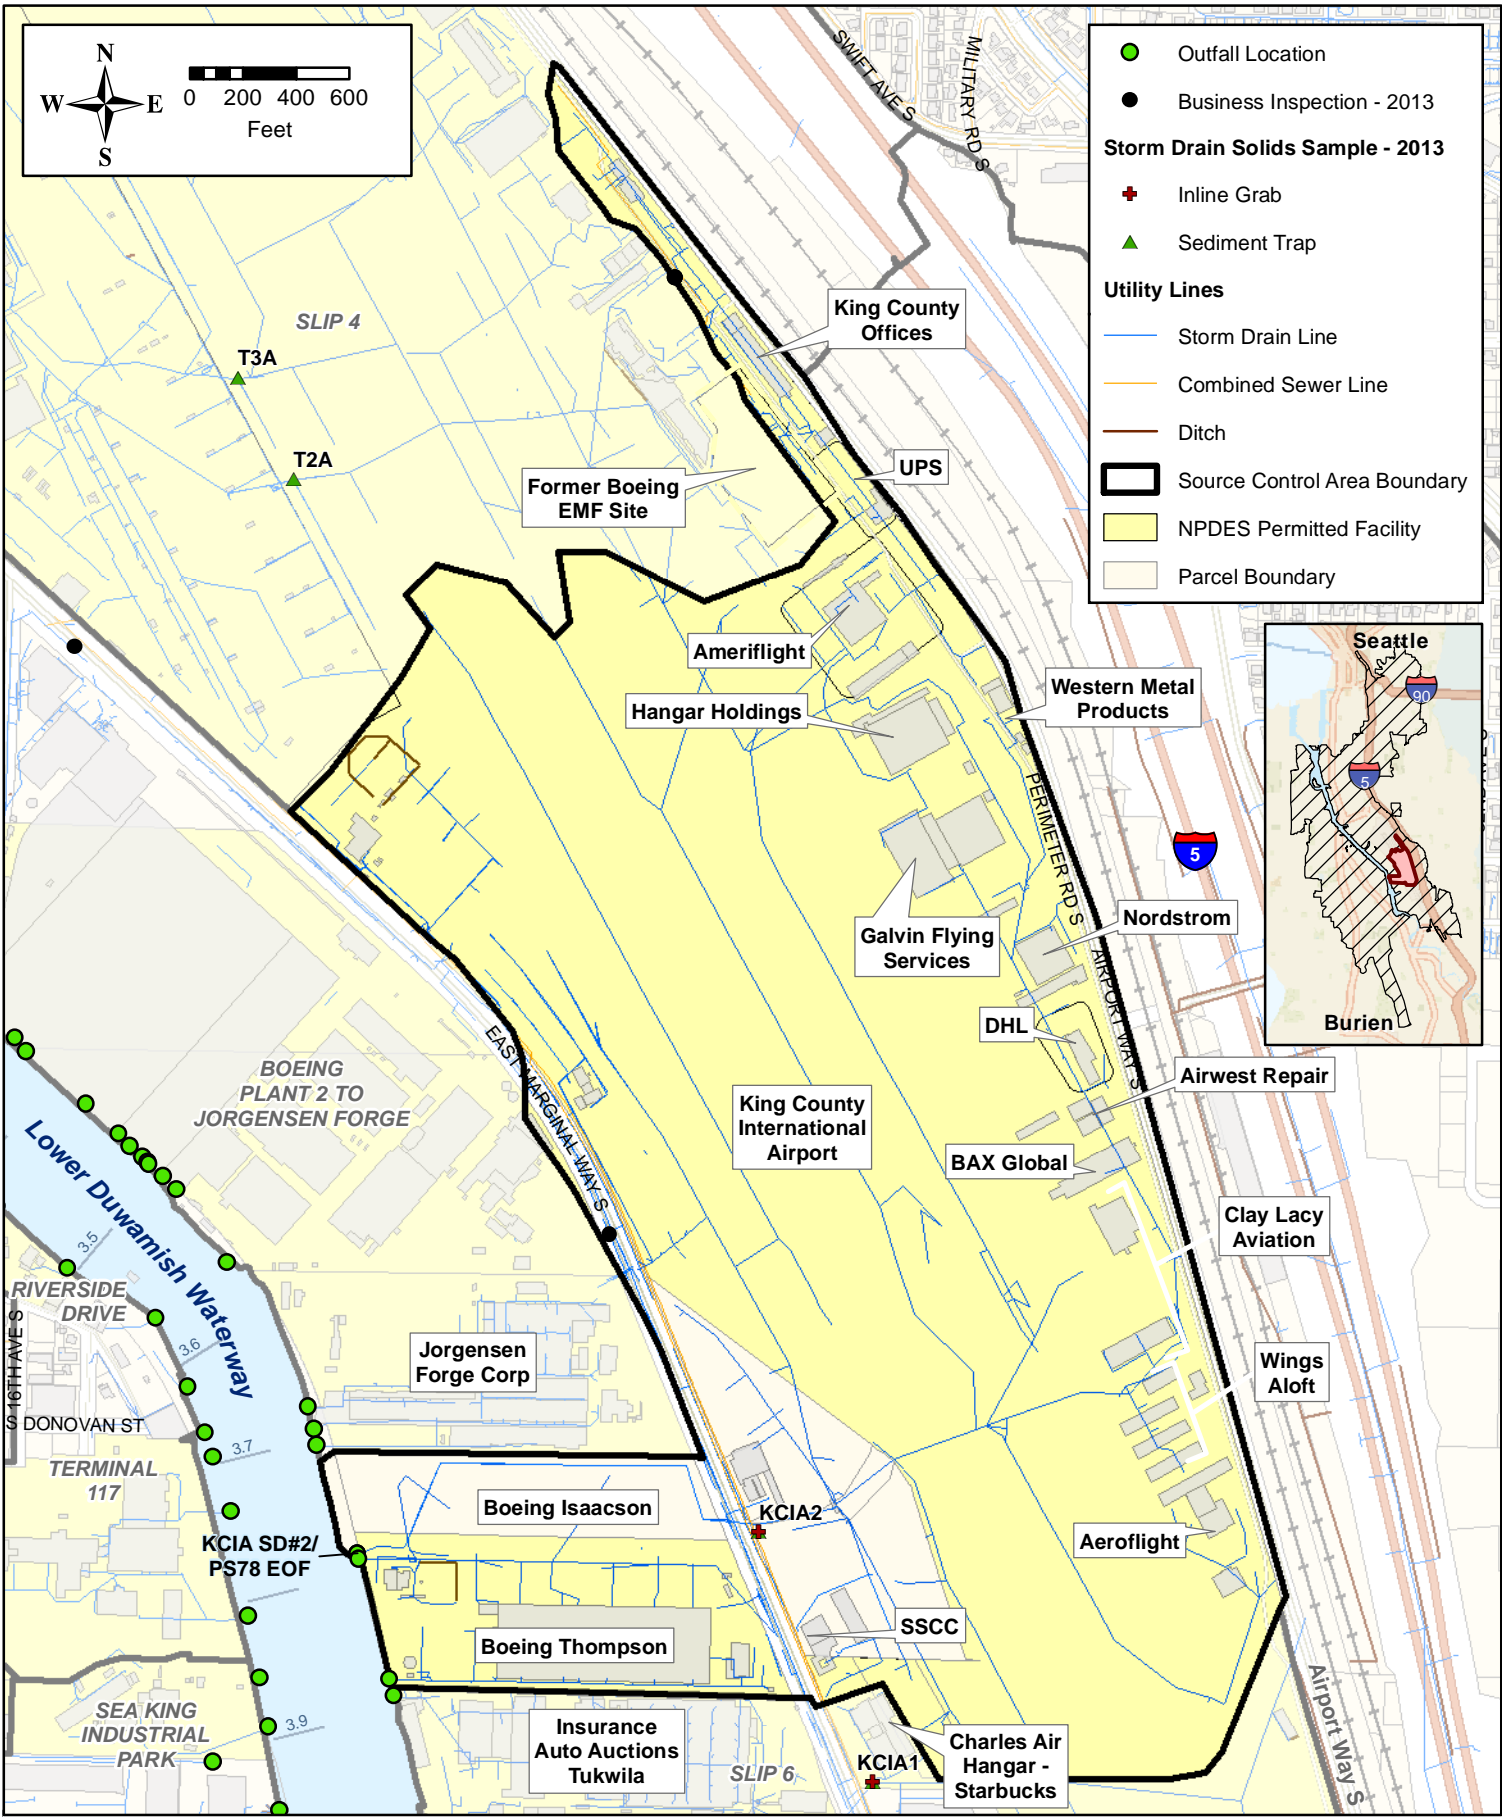 N
W E
S
0 200 400 600
Feet
SWIFT AVE S
MILITARY RD S
Outfall Location
Business Inspection - 2013
Storm Drain Solids Sample - 2013
Inline Grab
Sediment Trap
Utility Lines
Storm Drain Line
Combined Sewer Line
Ditch
Source Control Area Boundary
NPDES Permitted Facility
Parcel Boundary
SLIP 4
T3A
T2A
King County
Offices
UPS
Former Boeing
EMF Site
Ameriflight
Hangar Holdings
Western Metal
Products
PERIMETER RD S
5
Seattle
90
5
Burien
Galvin Flying
Services
Nordstrom
AIRPORT WAY S
DHL
Airwest Repair
EAST MARGINAL WAY S
BOEING
PLANT 2 TO
JORGENSEN FORGE
King County
International
Airport
BAX Global
Clay Lacy
Aviation
Lower Duwamish Waterway
3.5
RIVERSIDE
DRIVE
3.6
16TH AVE S
S DONOVAN ST
3.7
TERMINAL
117
Jorgensen
Forge Corp
Wings
Aloft
Boeing Isaacson
KCIA2
KCIA SD#2/
PS78 EOF
Aeroflight
SSCC
Boeing Thompson
SEA KING
INDUSTRIAL
PARK
3.9
Insurance
Auto Auctions
Tukwila
SLIP 6
KCIA1
Charles Air
Hangar -
Starbucks
Airport Way S